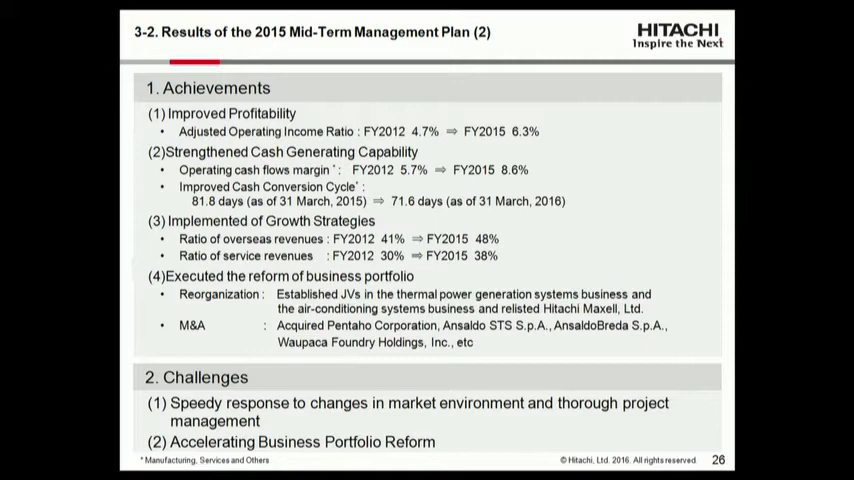 3-2. Results of the 2015 Mid-Term Management Plan (2)
HITACHI
Inspire the Next
1. Achievements
(1) Improved Profitability
• Adjusted Operating Income Ratio : FY2012 4.7% ⇒ FY2015 6.3%
(2)Strengthened Cash Generating Capability
• Operating cash flows margin * : FY2012 5.7% ⇒ FY2015 8.6%
• Improved Cash Conversion Cycle* :
81.8 days (as of 31 March, 2015) ⇒ 71.6 days (as of 31 March, 2016)
(3) Implemented of Growth Strategies
• Ratio of overseas revenues : FY2012 41% ⇒ FY2015 48%
• Ratio of service revenues : FY2012 30% ⇒ FY2015 38%
(4)Executed the reform of business portfolio
• Reorganization : Established JVs in the thermal power generation systems business and
the air-conditioning systems business and relisted Hitachi Maxell, Ltd.
• M&A : Acquired Pentaho Corporation, Ansaldo STS S.p.A., AnsaldoBreda S.p.A.,
Waupaca Foundry Holdings, Inc., etc
2. Challenges
(1) Speedy response to changes in market environment and thorough project
management
(2) Accelerating Business Portfolio Reform
* Manufacturing, Services and Others
© Hitachi, Ltd. 2016. All rights reserved.
26